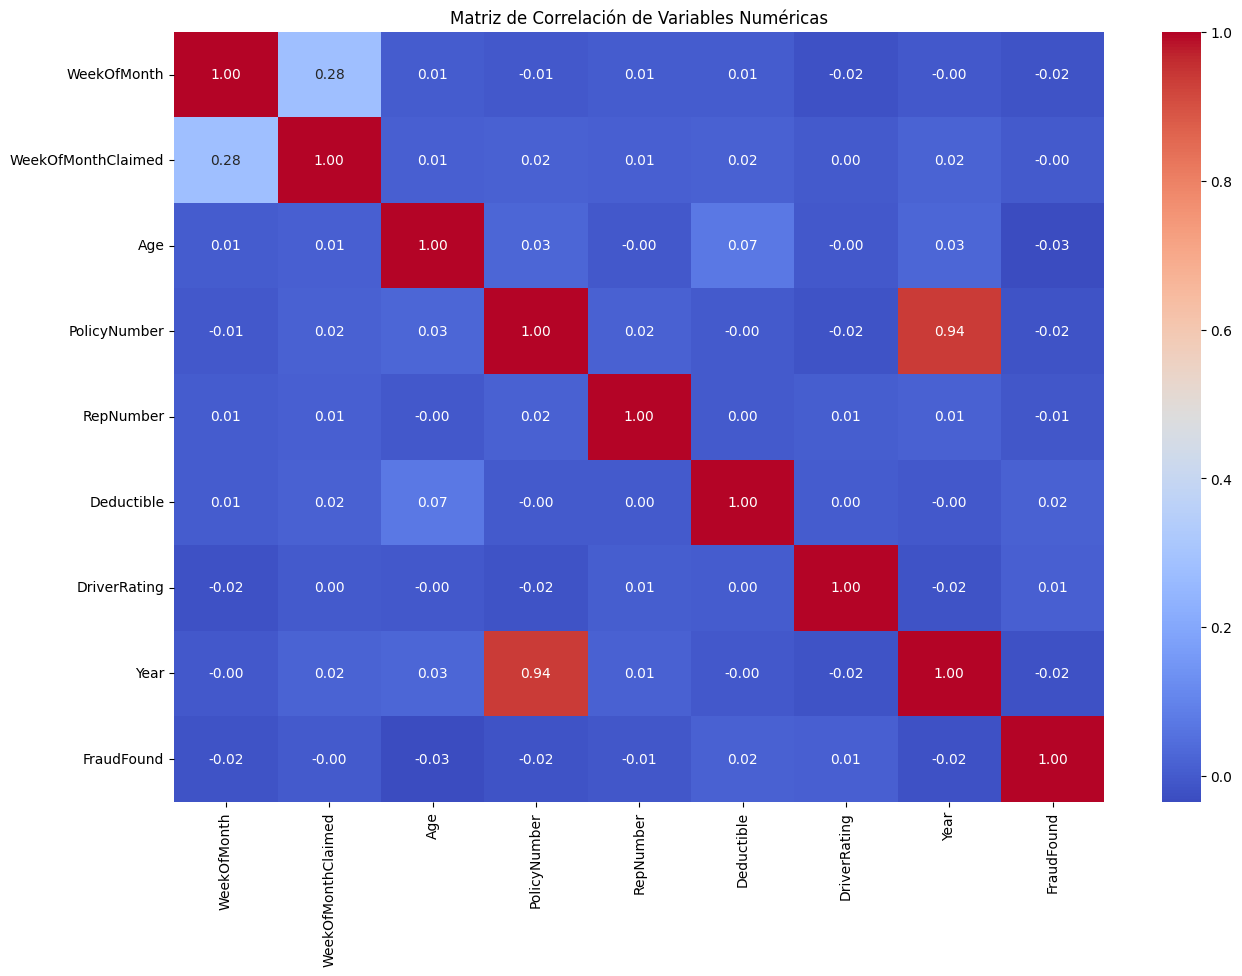 Matriz de Correlación de Variables Numéricas
WeekOfMonth 1.00 0.28 0.01 -0.01 0.01 0.01 -0.02 -0.00 -0.02
WeekOfMonthClaimed 0.28 1.00 0.01 0.02 0.01 0.02 0.00 0.02 -0.00
Age 0.01 0.01 1.00 0.03 -0.00 0.07 -0.00 0.03 -0.03
PolicyNumber -0.01 0.02 0.03 1.00 0.02 -0.00 -0.02 0.94 -0.02
RepNumber 0.01 0.01 -0.00 0.02 1.00 0.00 0.01 0.01 -0.01
Deductible 0.01 0.02 0.07 -0.00 0.00 1.00 0.00 -0.00 0.02
DriverRating -0.02 0.00 -0.00 -0.02 0.01 0.00 1.00 -0.02 0.01
Year -0.00 0.02 0.03 0.94 0.01 -0.00 -0.02 1.00 -0.02
FraudFound -0.02 -0.00 -0.03 -0.02 -0.01 0.02 0.01 -0.02 1.00
WeekOfMonth
WeekOfMonthClaimed
Age
PolicyNumber
RepNumber
Deductible
DriverRating
Year
FraudFound
1.0
0.8
0.6
0.4
0.2
0.0